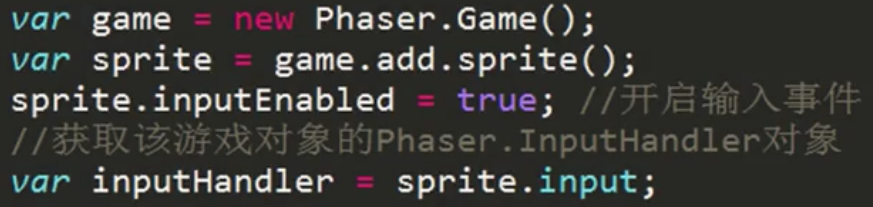 var game = new Phaser.Game();
var sprite = game.add.sprite();
sprite.inputEnabled = true; //开启输入事件
//获取该游戏对象的Phaser.InputHandler对象
var inputHandler = sprite.input;